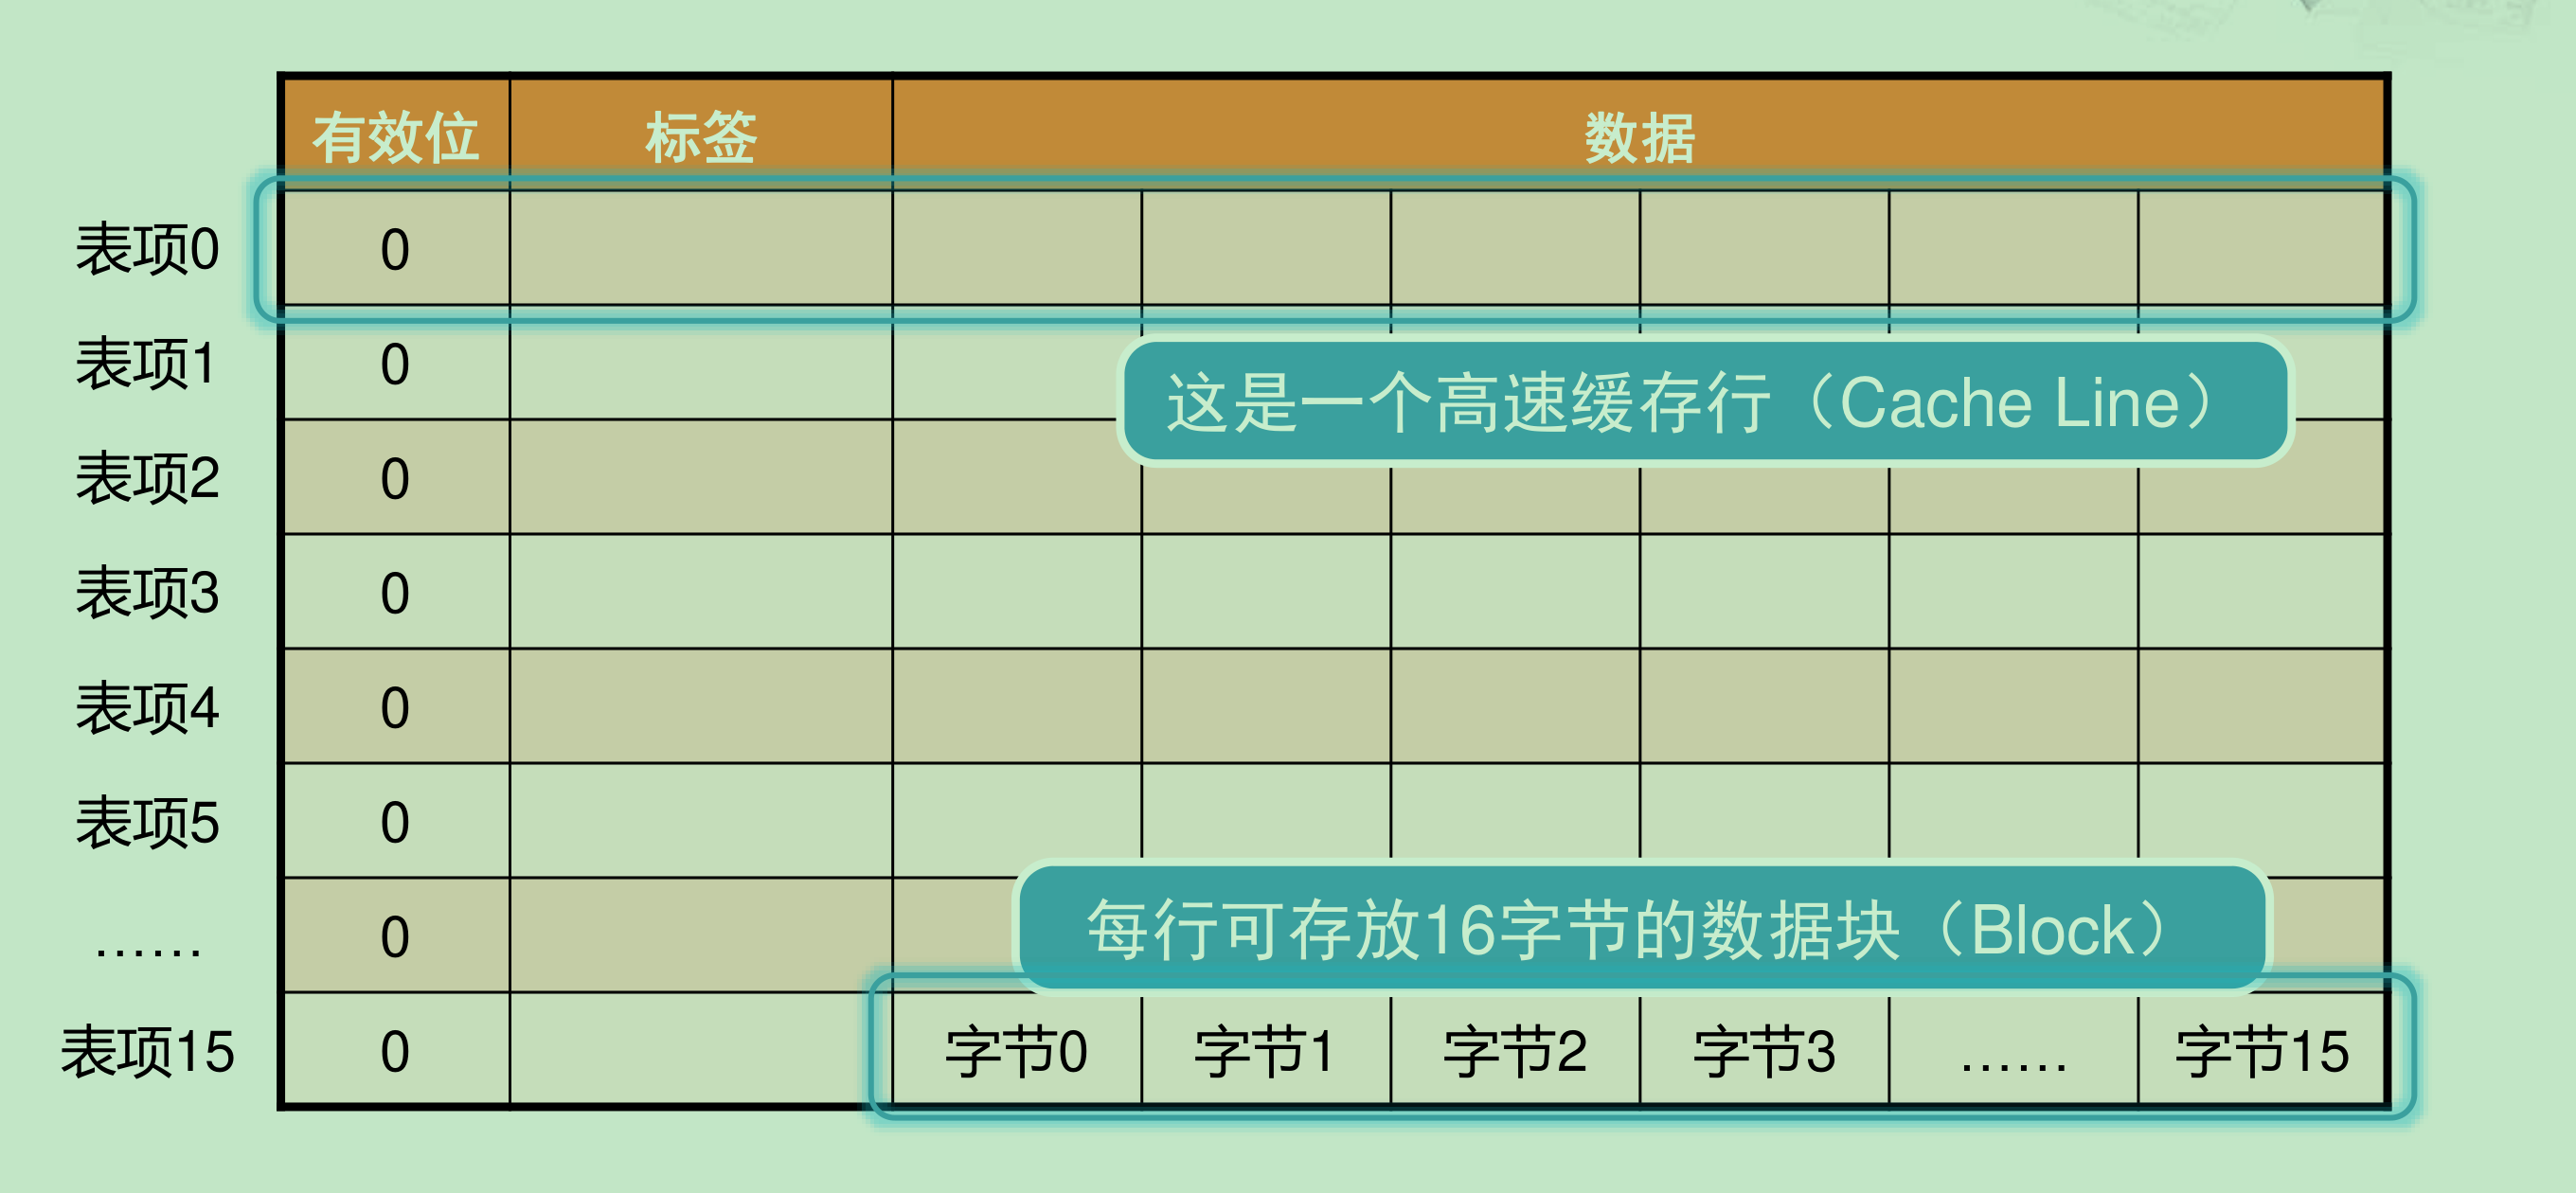 有效位 标签 数据
表项0 0
表项1 0
这是一个高速缓存行（Cache Line）
表项2 0
表项3 0
表项4 0
表项5 0
每行可存放16字节的数据块（Block）
…… 0
表项15 0 字节0 字节1 字节2 字节3 …… 字节15